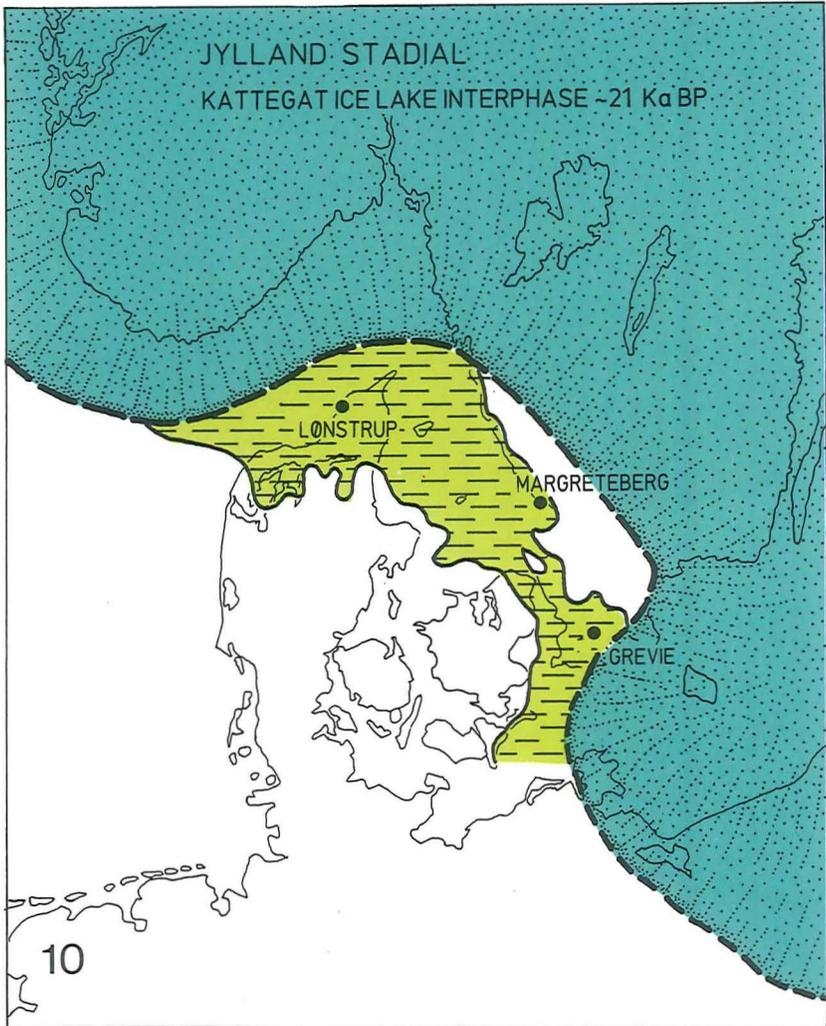 JYLLAND STADIAL
KATTEGAT ICE LAKE INTERPHASE ~21 Ka BP
LØNSTRUP
MARGRETEBERG
GREVIE
10